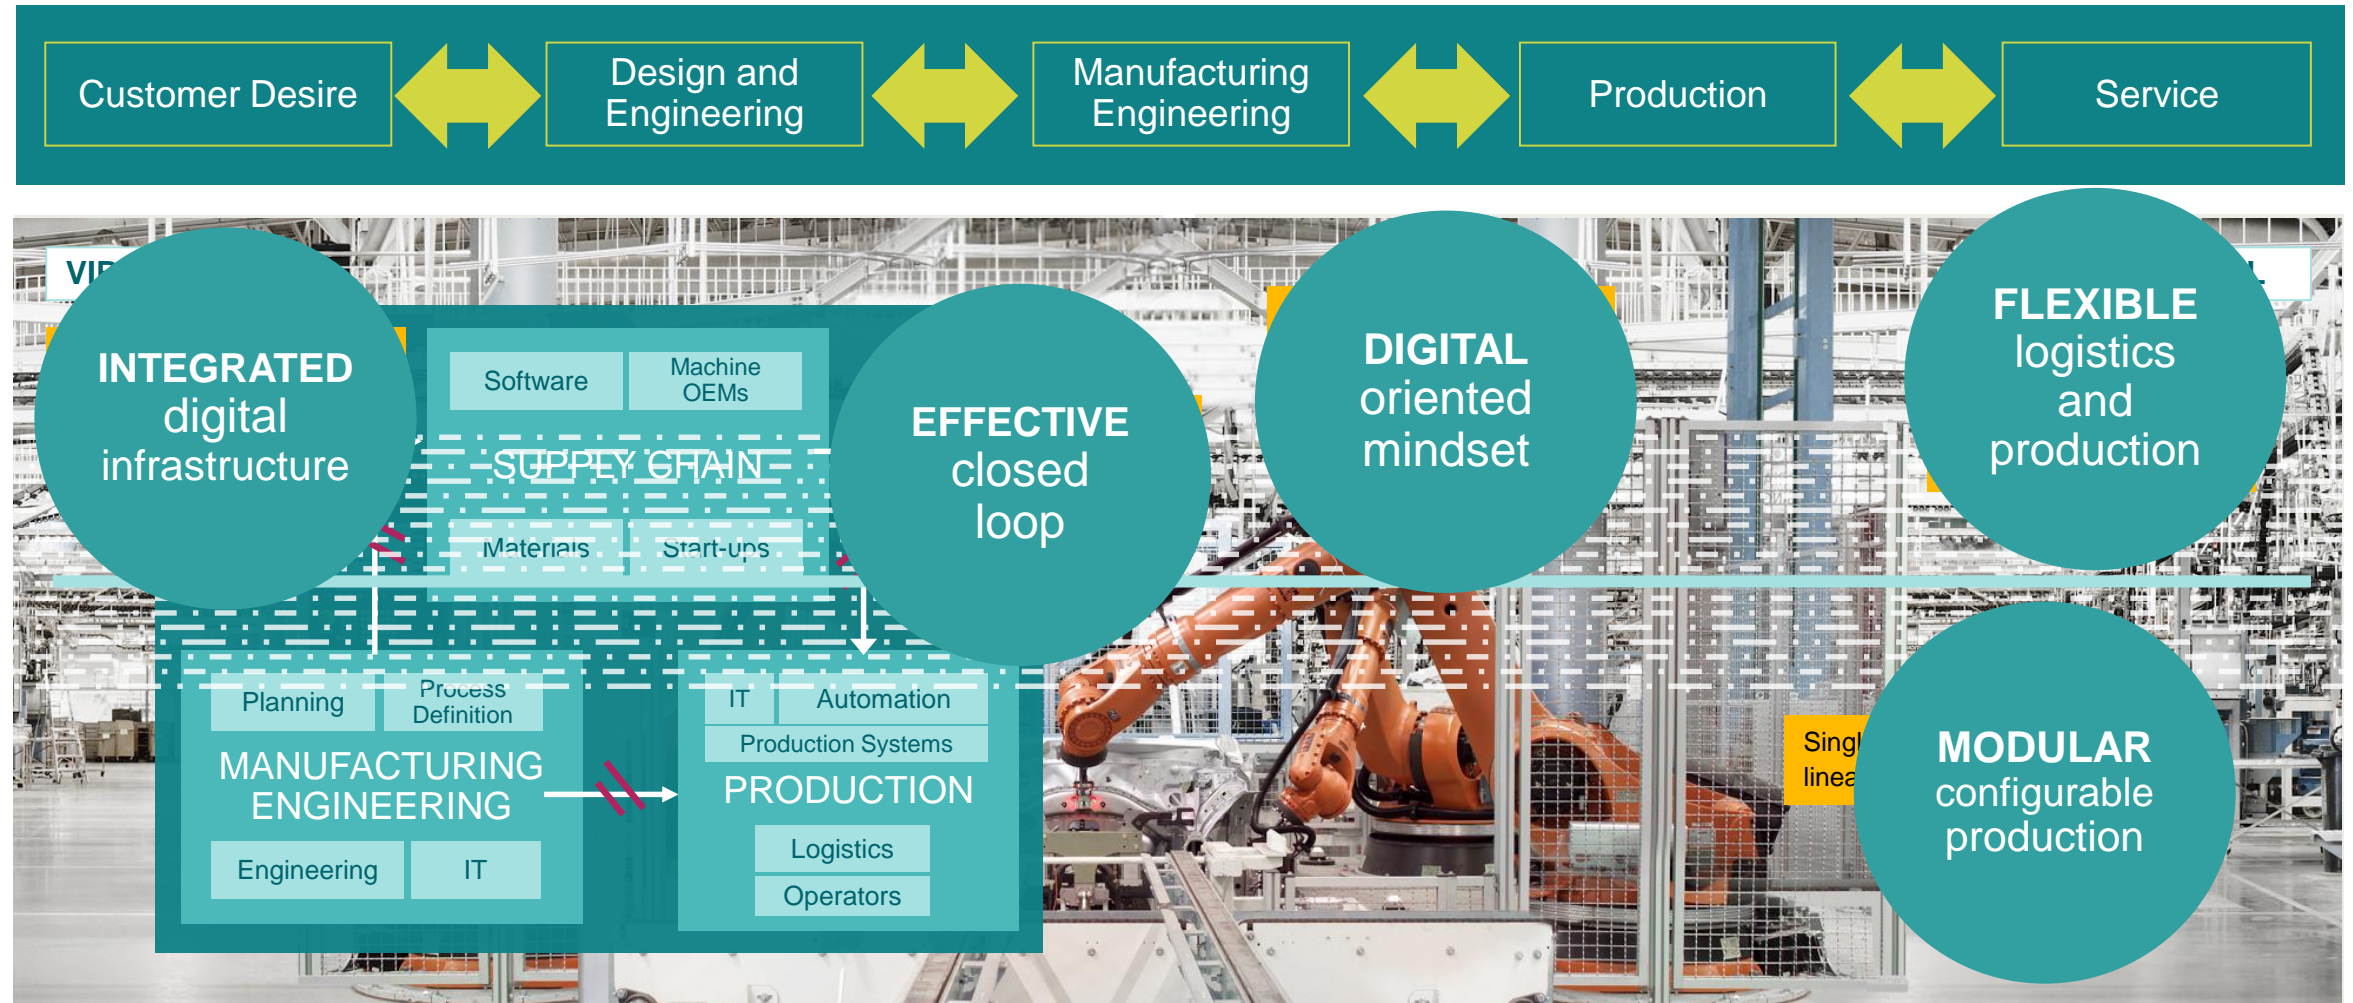 Customer Desire
Design and
Engineering
Manufacturing
Engineering
Production
Service
INTEGRATED
digital
infrastructure
Software
Machine
OEMs
SUPPLY CHAIN
Materials
Start-ups
EFFECTIVE
closed
loop
DIGITAL
oriented
mindset
FLEXIBLE
logistics
and
production
Planning
Process
Definition
MANUFACTURING
ENGINEERING
Engineering
IT
IT
Automation
Production Systems
PRODUCTION
Logistics
Operators
MODULAR
configurable
production